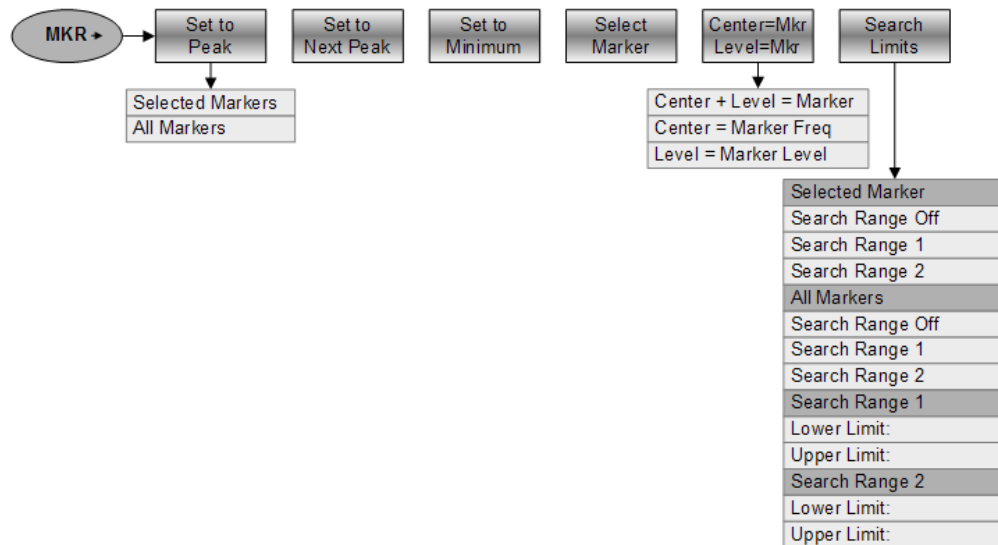 MKR→
Set to
Peak
Set to
Next Peak
Set to
Minimum
Select
Marker
Center=Mkr
Level=Mkr
Search
Limits
Selected Markers
All Markers
Center + Level = Marker
Center = Marker Freq
Level = Marker Level
Selected Marker
Search Range Off
Search Range 1
Search Range 2
All Markers
Search Range Off
Search Range 1
Search Range 2
Search Range 1
Lower Limit:
Upper Limit:
Search Range 2
Lower Limit:
Upper Limit: